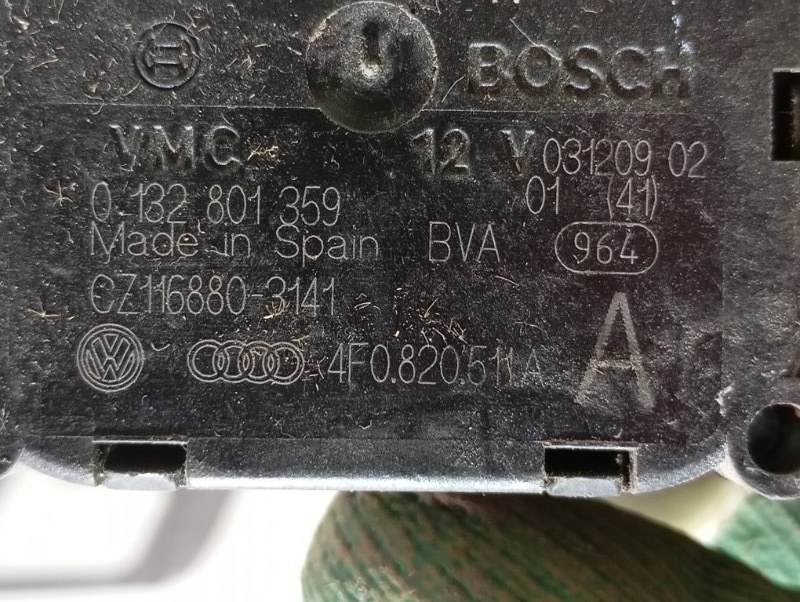 BOSCH
VMC 12 V 031209 02
0 132 801 359 01 (41)
Made in Spain BVA 964
CZ116880-3141
A
4F0.820.511A